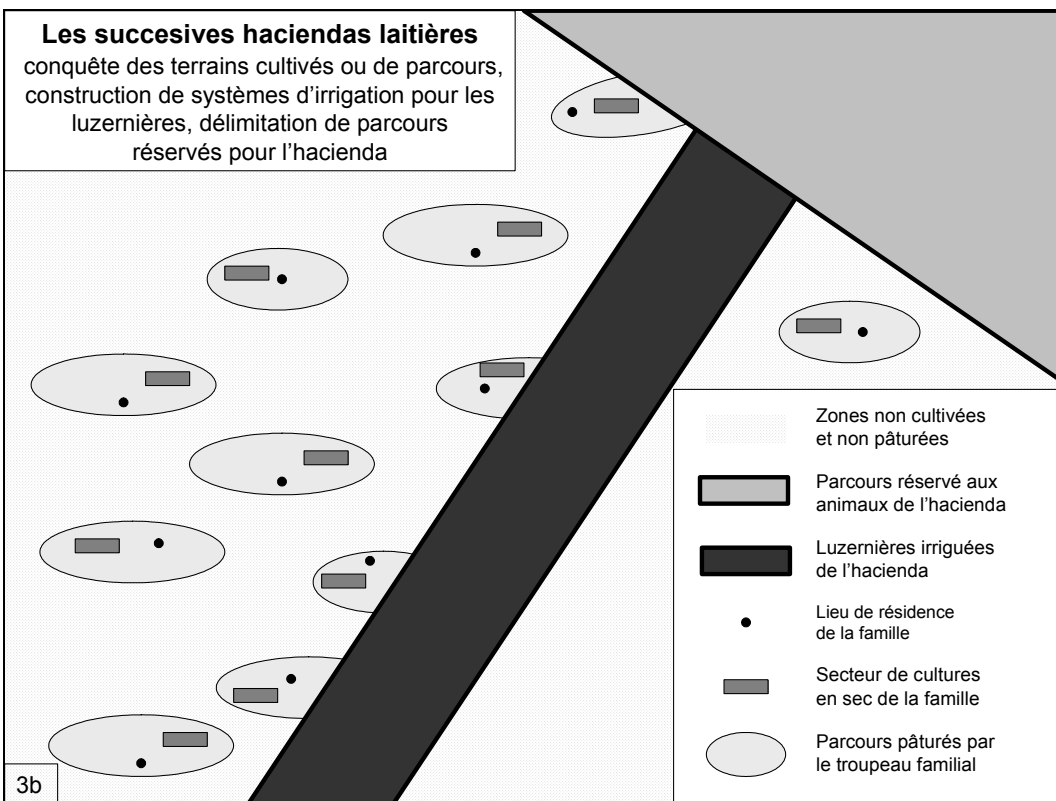 Les succesives haciendas laitières
conquête des terrains cultivés ou de parcours,
construction de systèmes d'irrigation pour les
luzernières, délimitation de parcours
réservés pour l'hacienda
Zones non cultivées
et non pâturées
Parcours réservé aux
animaux de l'hacienda
Luzernières irriguées
de l'hacienda
Lieu de résidence
de la famille
Secteur de cultures
en sec de la famille
Parcours pâturés par
le troupeau familial
3b